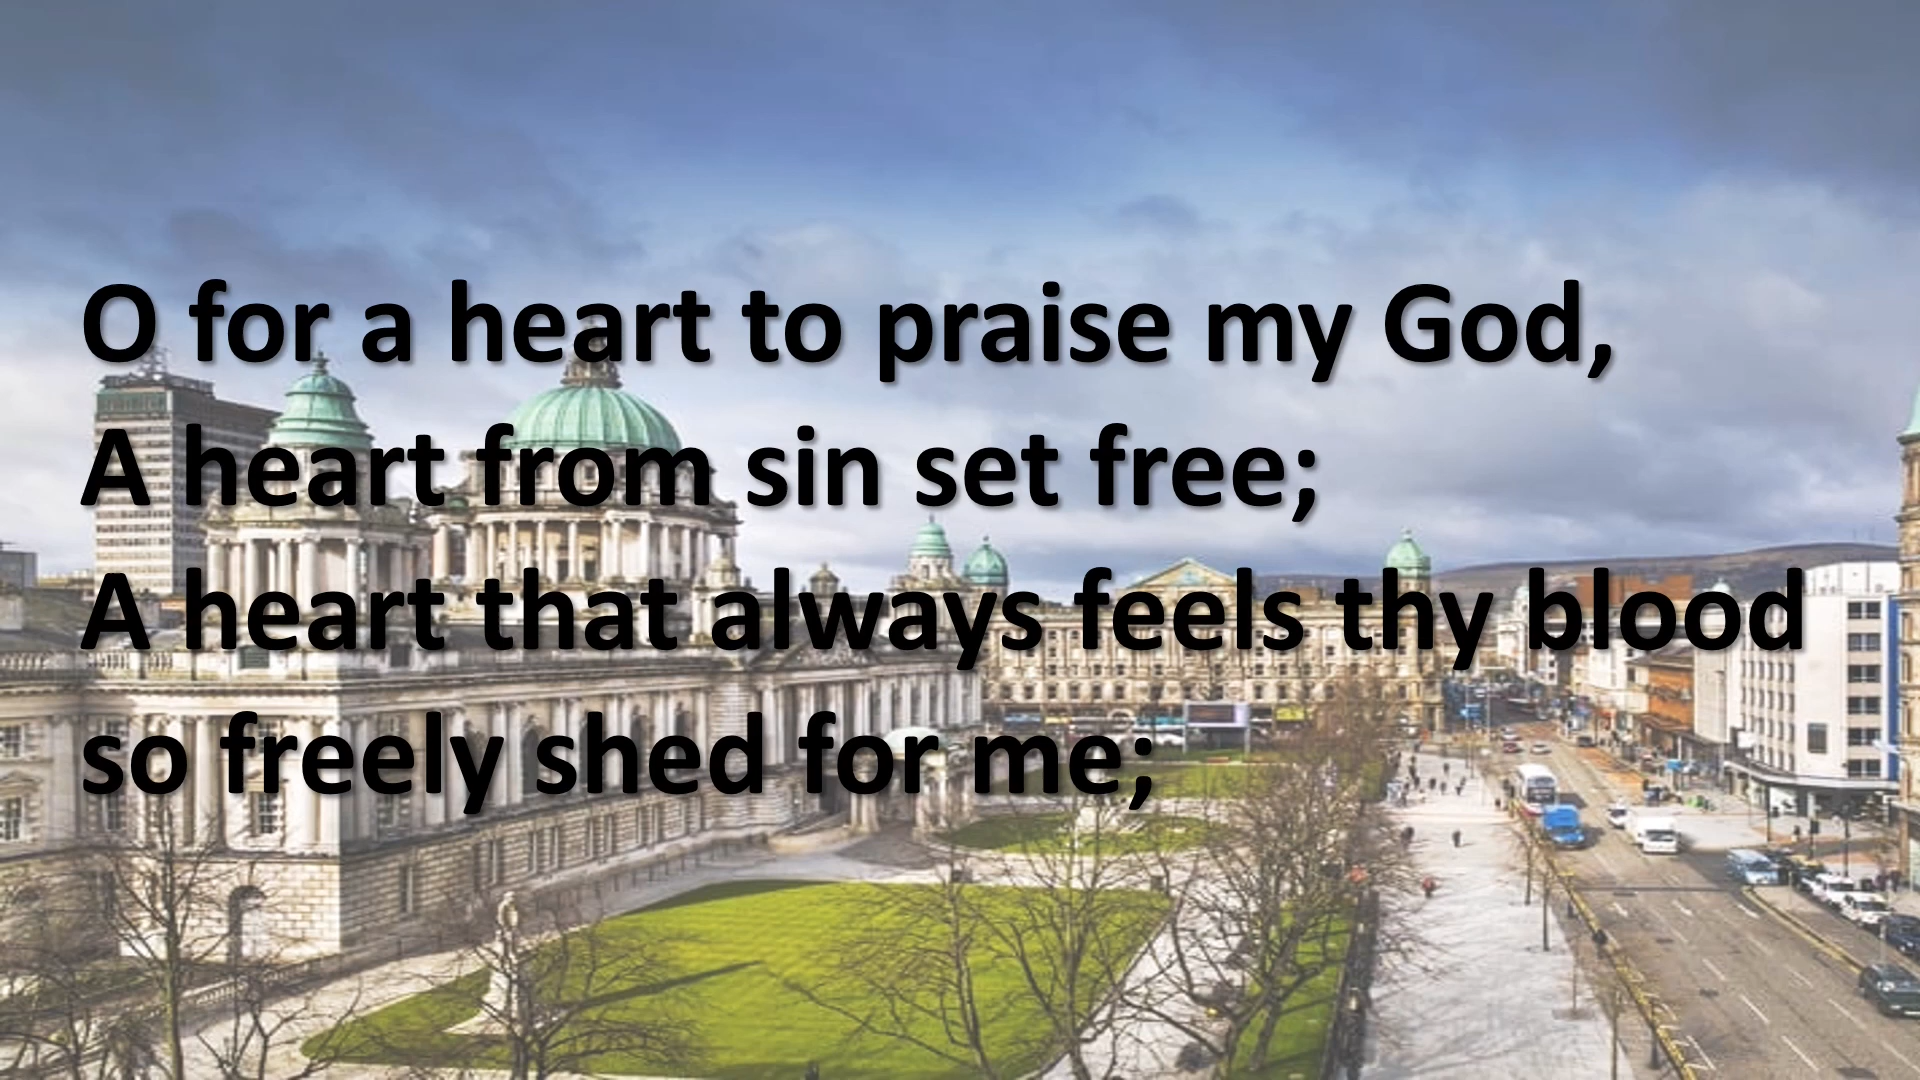 O for a heart to praise my God,
A heart from sin set free;
A heart that always feels thy blood
so freely shed for me;